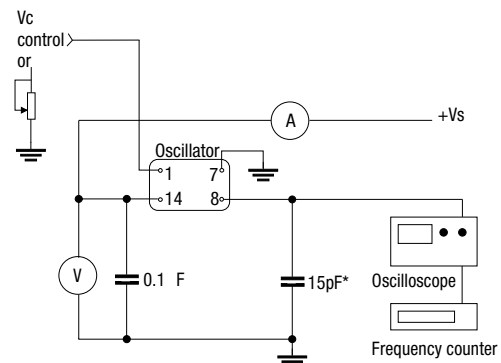 Vc
control
or
A
+Vs
Oscillator
1
7
14
8
V
0.1 F
15pF*
Oscilloscope
Frequency counter